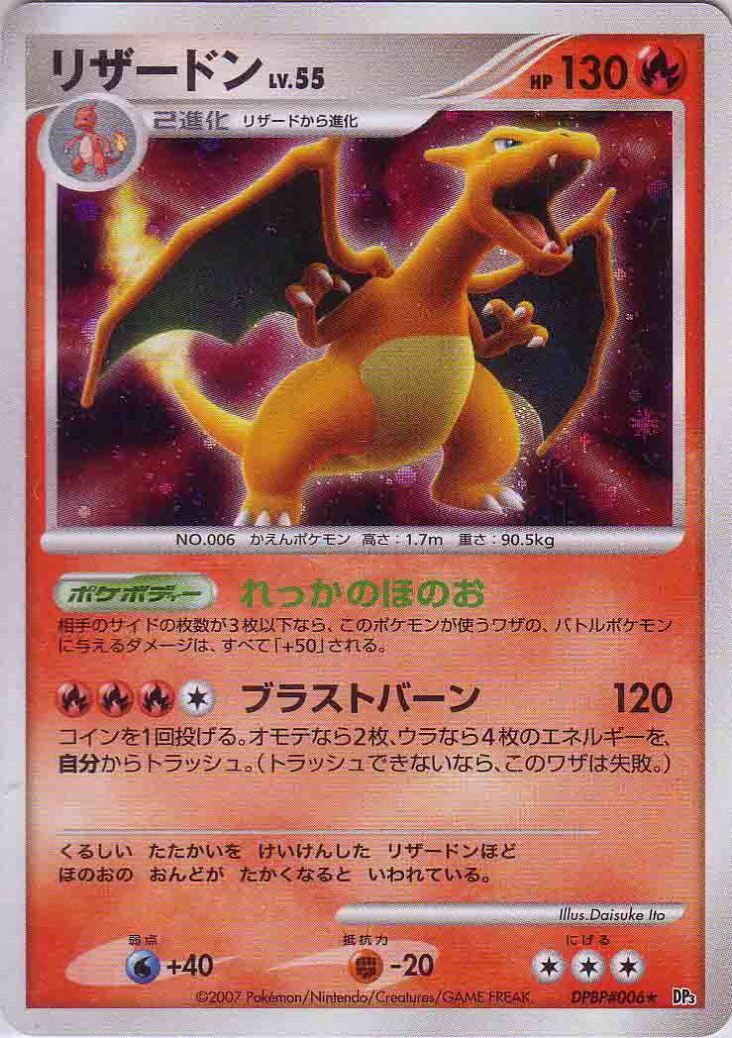 リザードン LV.55 HP 130
2進化 リザードから進化
NO.006 かえんポケモン 高さ：1.7m 重さ：90.5kg
ポケボディー れっかのほのお
相手のサイドの枚数が3枚以下なら、このポケモンが使うワザの、バトルポケモン
に与えるダメージは、すべて「+50」される。
ブラストバーン 120
コインを1回投げる。オモテなら2枚、ウラなら4枚のエネルギーを、
自分からトラッシュ。（トラッシュできないなら、このワザは失敗。）
くるしい たたかいを けいけんした リザードンほど
ほのおの おんどが たかくなると いわれている。
Illus.Daisuke Ito
弱点 抵抗力 にげる
+40 -20
©2007 Pokémon/Nintendo/Creatures/GAME FREAK. DPBP#006★ DP3